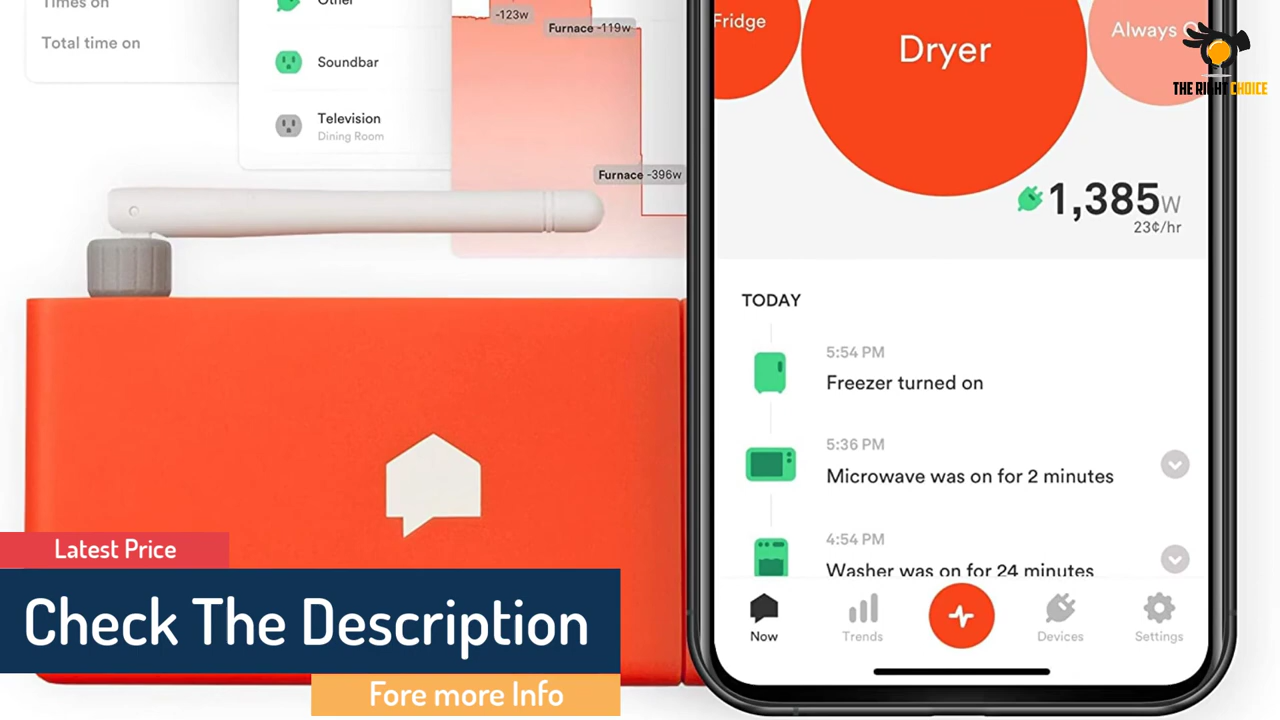 Times on
Total time on
Other
Soundbar
Television
Dining Room
-123w
Furnace -119w
Furnace -396w
Fridge
Dryer
Always
THE RIGHT CHOICE
1,385W
23¢/hr
TODAY
5:54 PM
Freezer turned on
5:36 PM
Microwave was on for 2 minutes
4:54 PM
Washer was on for 24 minutes
Now
Trends
Devices
Settings
Latest Price
Check The Description
Fore more Info